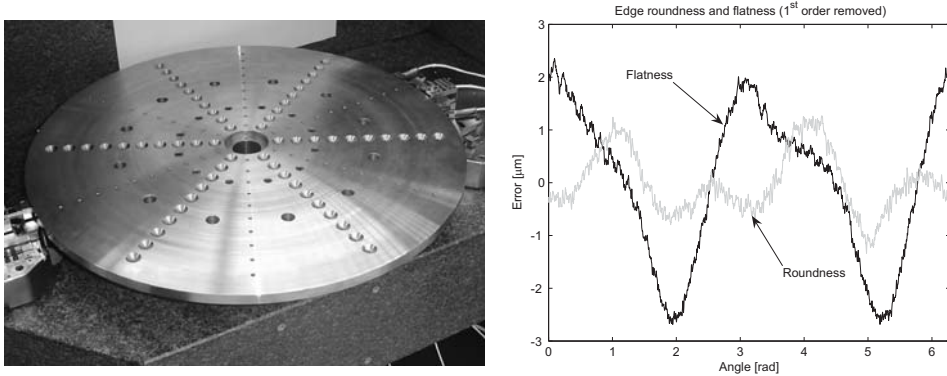 Edge roundness and flatness (1st order removed)
3
2
1
0
-1
-2
-3
Error [μm]
Flatness
Roundness
0
1
2
3
4
5
6
Angle [rad]